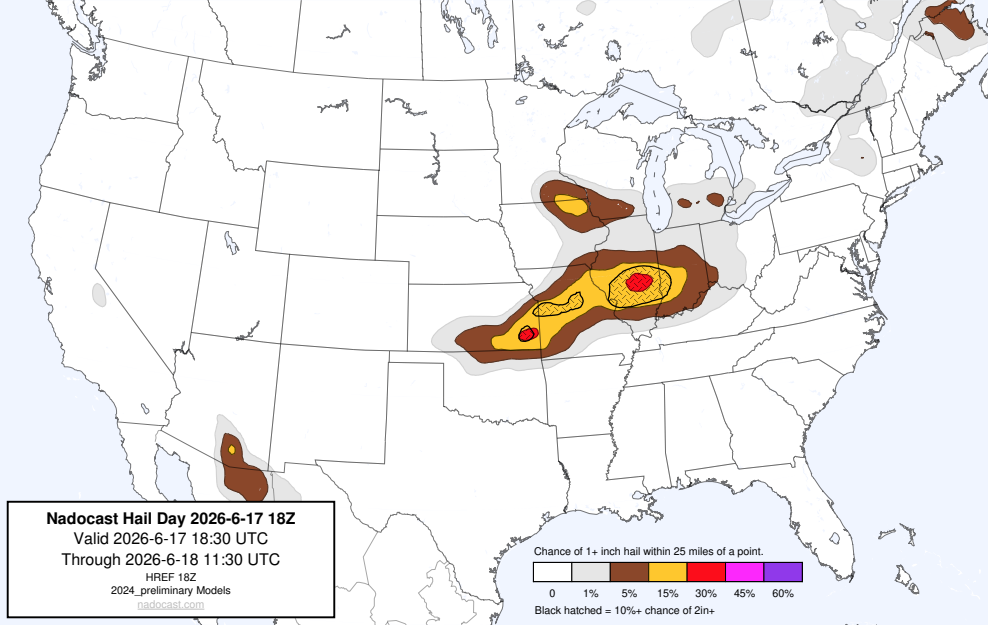 Nadocast Hail Day 2026-6-17 18Z
Valid 2026-6-17 18:30 UTC
Through 2026-6-18 11:30 UTC
HREF 18Z
2024_preliminary Models
nadocast.com
Chance of 1+ inch hail within 25 miles of a point.
0 1% 5% 15% 30% 45% 60%
Black hatched = 10%+ chance of 2in+